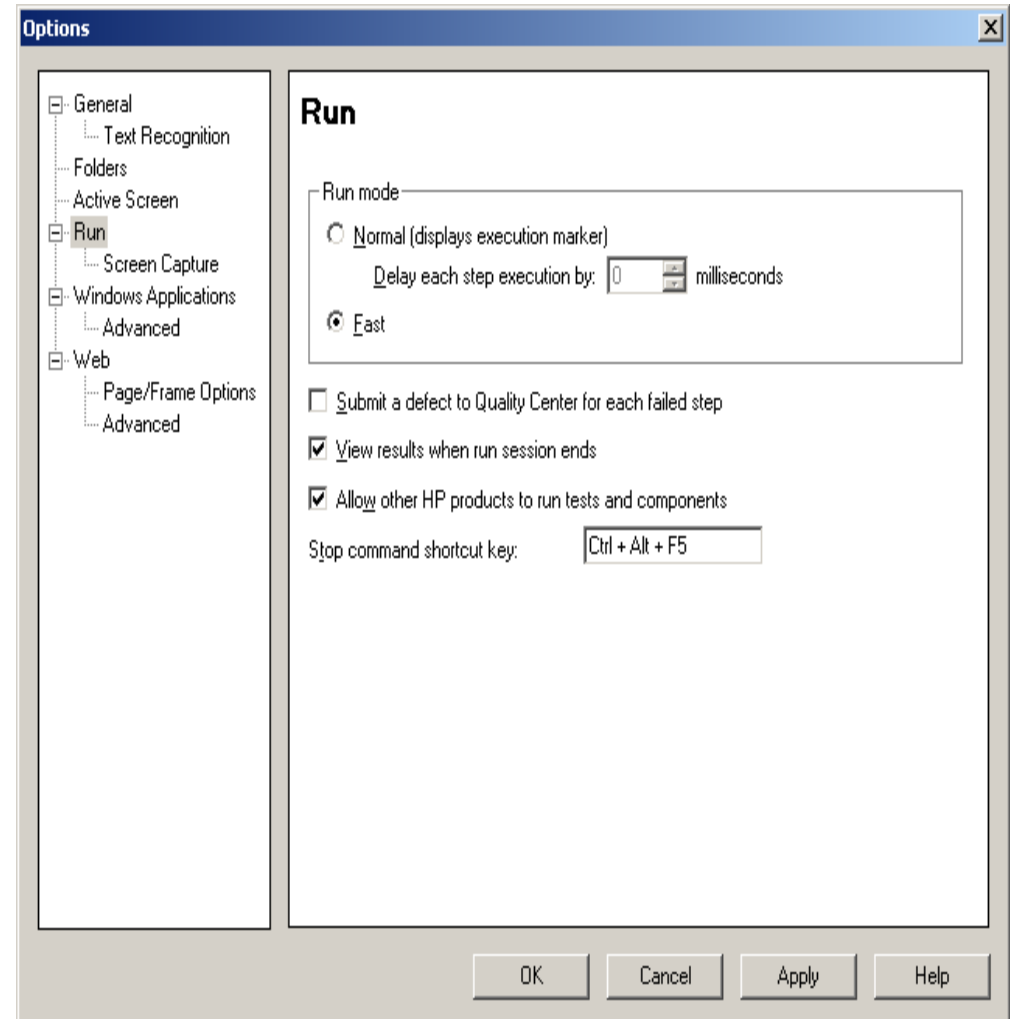 Options
General
Text Recognition
Folders
Active Screen
Run
Screen Capture
Windows Applications
Advanced
Web
Page/Frame Options
Advanced
Run
Run mode
Normal (displays execution marker)
Delay each step execution by: 0 milliseconds
Fast
Submit a defect to Quality Center for each failed step
View results when run session ends
Allow other HP products to run tests and components
Stop command shortcut key: Ctrl + Alt + F5
OK Cancel Apply Help